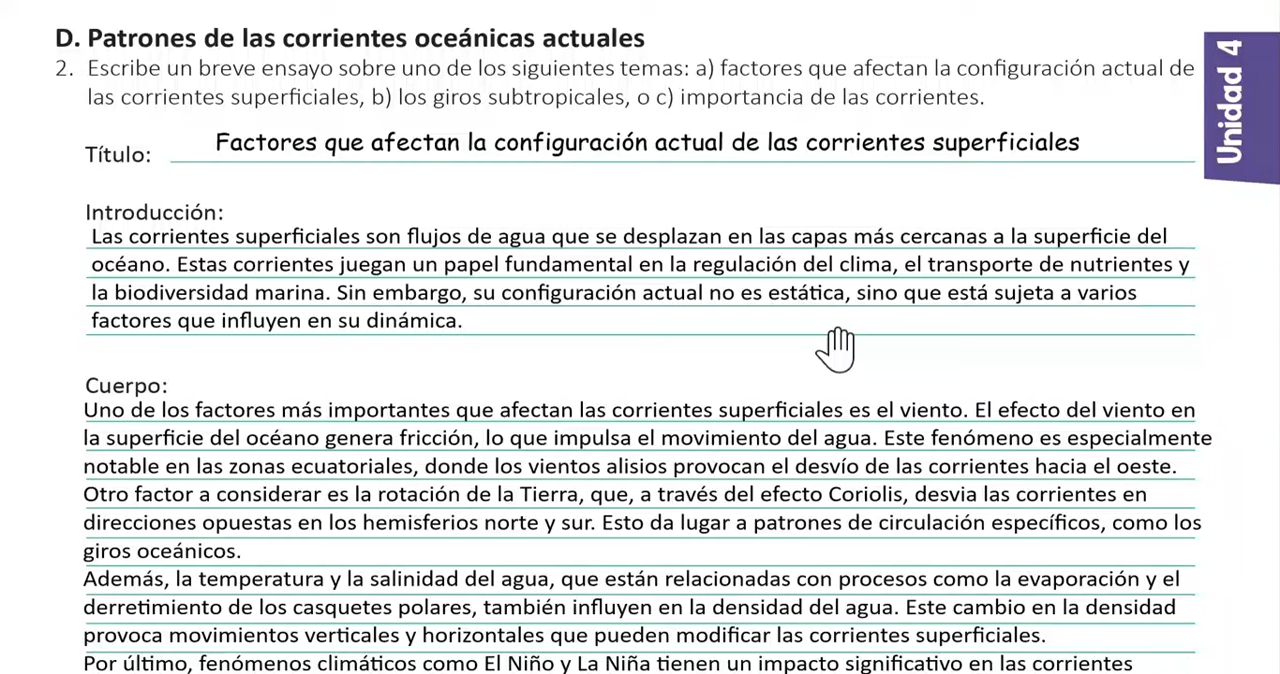 D. Patrones de las corrientes oceánicas actuales
2. Escribe un breve ensayo sobre uno de los siguientes temas: a) factores que afectan la configuración actual de
las corrientes superficiales, b) los giros subtropicales, o c) importancia de las corrientes.
Unidad 4
Título: Factores que afectan la configuración actual de las corrientes superficiales
Introducción:
Las corrientes superficiales son flujos de agua que se desplazan en las capas más cercanas a la superficie del
océano. Estas corrientes juegan un papel fundamental en la regulación del clima, el transporte de nutrientes y
la biodiversidad marina. Sin embargo, su configuración actual no es estática, sino que está sujeta a varios
factores que influyen en su dinámica.
Cuerpo:
Uno de los factores más importantes que afectan las corrientes superficiales es el viento. El efecto del viento en
la superficie del océano genera fricción, lo que impulsa el movimiento del agua. Este fenómeno es especialmente
notable en las zonas ecuatoriales, donde los vientos alisios provocan el desvío de las corrientes hacia el oeste.
Otro factor a considerar es la rotación de la Tierra, que, a través del efecto Coriolis, desvia las corrientes en
direcciones opuestas en los hemisferios norte y sur. Esto da lugar a patrones de circulación específicos, como los
giros oceánicos.
Además, la temperatura y la salinidad del agua, que están relacionadas con procesos como la evaporación y el
derretimiento de los casquetes polares, también influyen en la densidad del agua. Este cambio en la densidad
provoca movimientos verticales y horizontales que pueden modificar las corrientes superficiales.
Por último, fenómenos climáticos como El Niño y La Niña tienen un impacto significativo en las corrientes